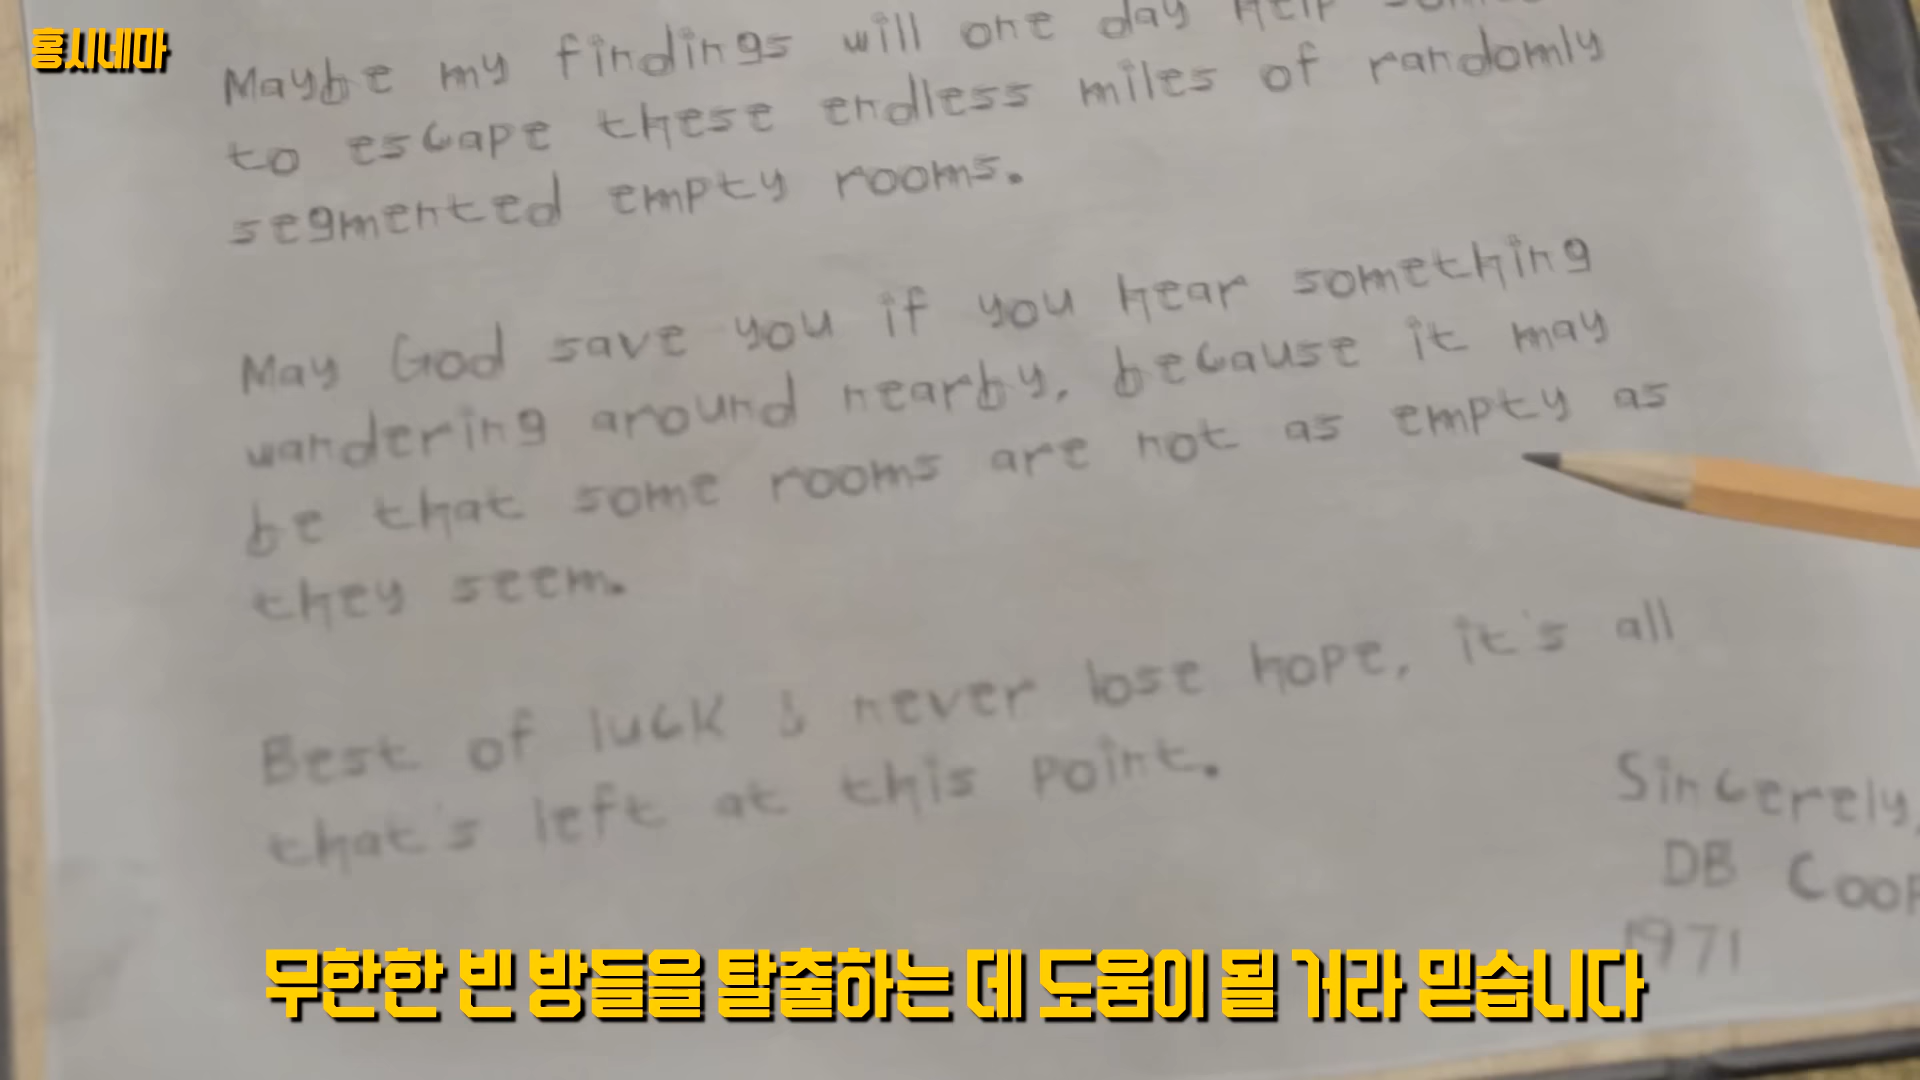 홍시네마
Maybe my findings will one day help
to escape these endless miles of randomly
segmented empty rooms.
May God save you if you hear something
wandering around nearby, because it may
be that some rooms are not as empty as
they seem.
Best of luck & never lose hope, it's all
that's left at this point.
Sincerely,
DB
1971
무한한 빈 방들을 탈출하는 데 도움이 될 거라 믿습니다